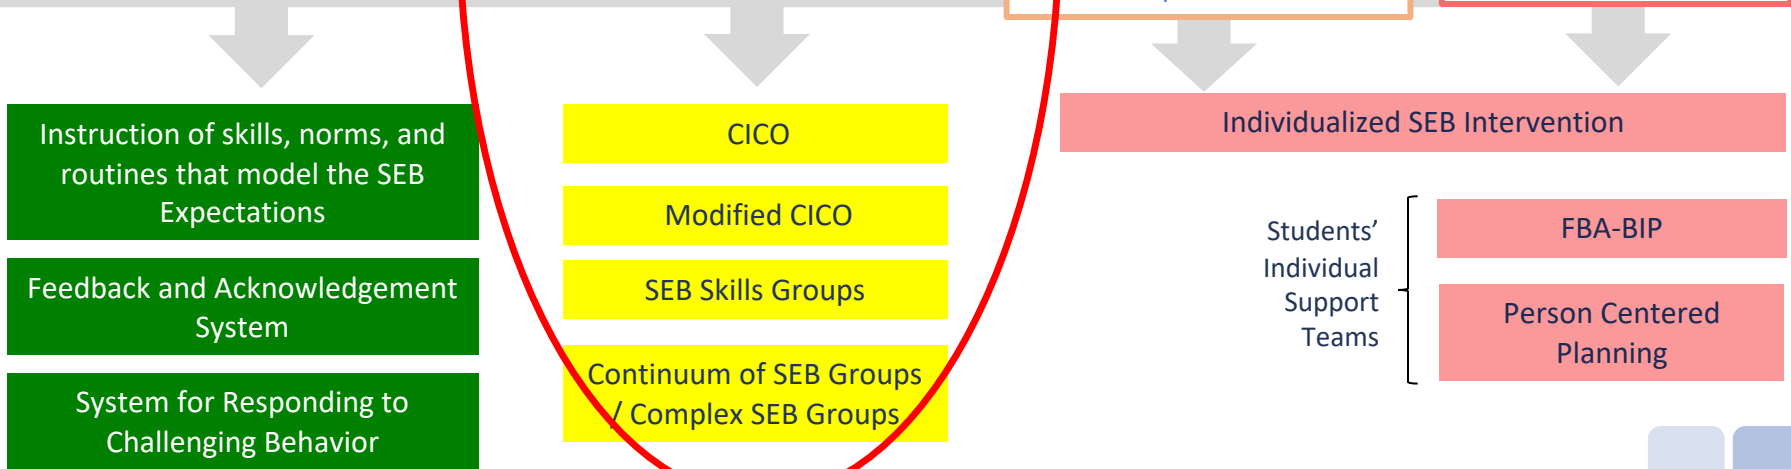 Instruction of skills, norms, and
routines that model the SEB
Expectations
Feedback and Acknowledgement
System
System for Responding to
Challenging Behavior
CICO
Modified CICO
SEB Skills Groups
Continuum of SEB Groups
/ Complex SEB Groups
Individualized SEB Intervention
Students’
Individual
Support
Teams
FBA-BIP
Person Centered
Planning